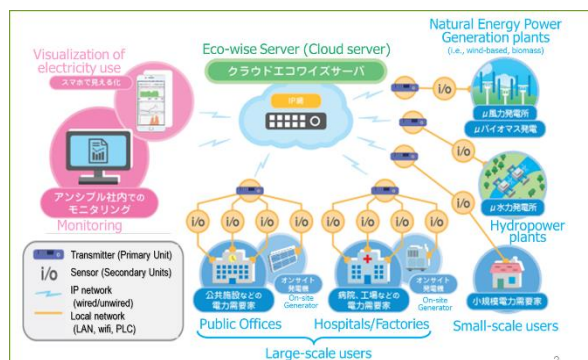 Visualization of
electricity use
スマホで見える化
アンシブル社内での
モニタリング
Monitoring
Eco-wise Server (Cloud server)
クラウドエコワイズサーバ
IP網
Natural Energy Power
Generation plants
(i.e., wind-based, biomass)
i/o
μ風力発電所
μバイオマス発電
i/o
μ水力発電所
Hydropower
plants
i/o
小規模電力需要家
Small-scale users
i/o
i/o
i/o
i/o
公共施設などの
電力需要家
オンサイト
発電機
On-site
Generator
Public Offices
i/o
i/o
i/o
i/o
病院、工場などの
電力需要家
オンサイト
発電機
On-site
Generator
Hospitals/Factories
Large-scale users
Transmitter (Primary Unit)
i/o
Sensor (Secondary Units)
IP network
(wired/unwired)
Local network
(LAN, wifi, PLC)